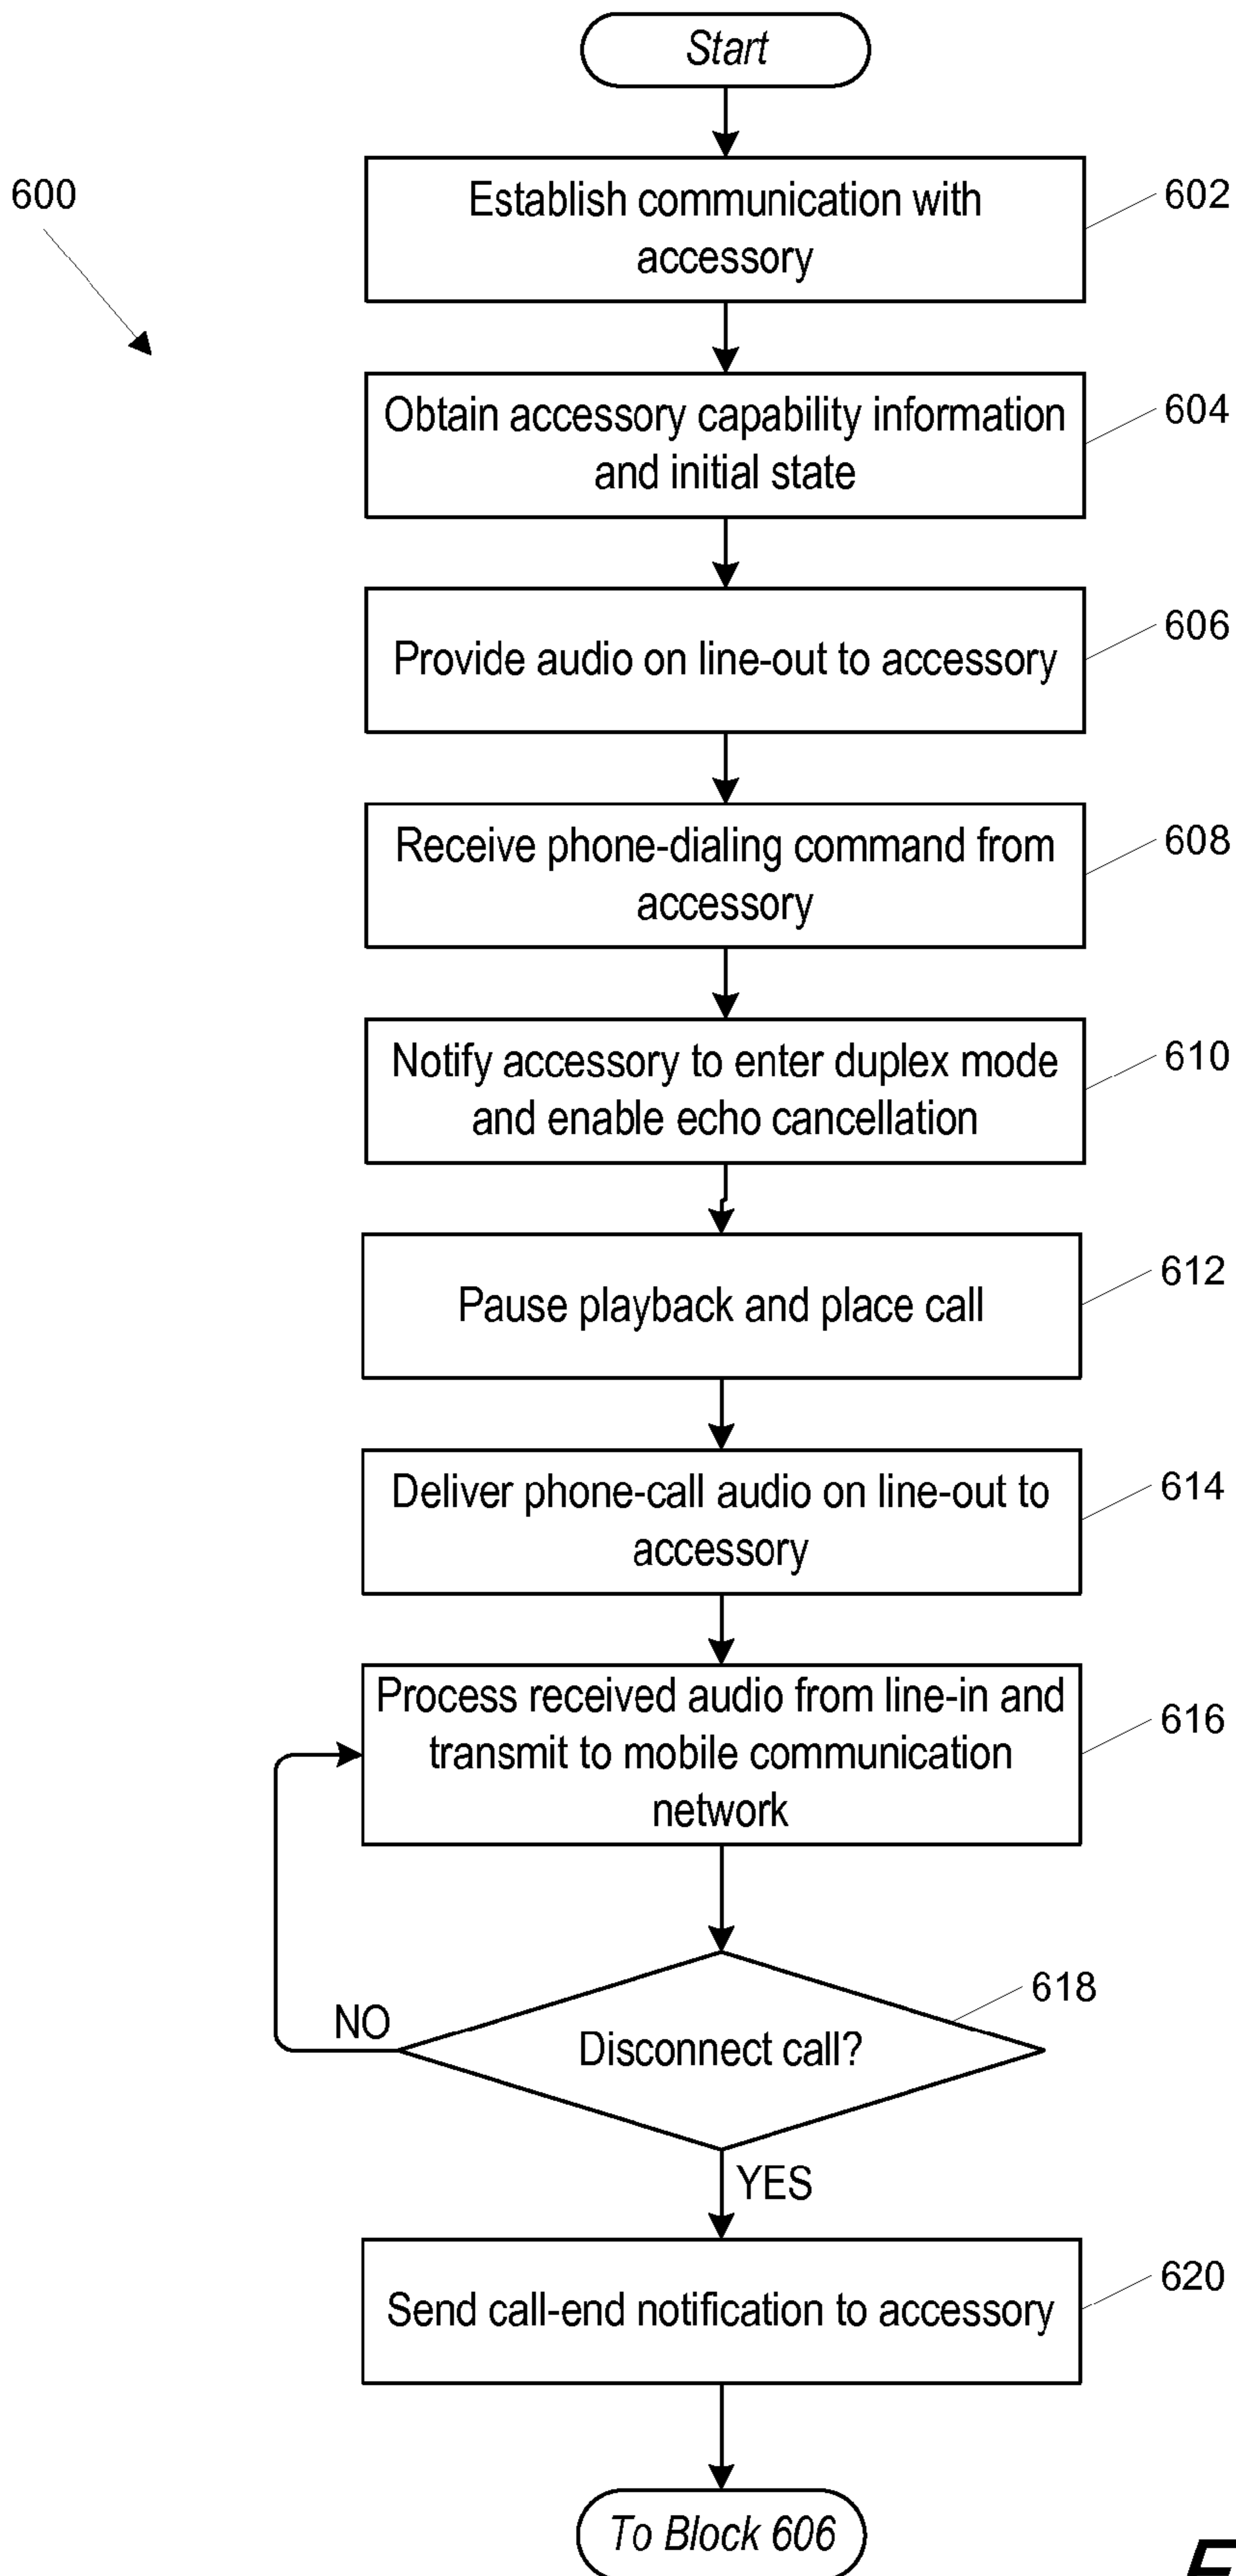 Start
600
Establish communication with
accessory
602
Obtain accessory capability information
and initial state
604
Provide audio on line-out to accessory
606
Receive phone-dialing command from
accessory
608
Notify accessory to enter duplex mode
and enable echo cancellation
610
Pause playback and place call
612
Deliver phone-call audio on line-out to
accessory
614
Process received audio from line-in and
transmit to mobile communication
network
616
Disconnect call?
618
NO
YES
Send call-end notification to accessory
620
To Block 606